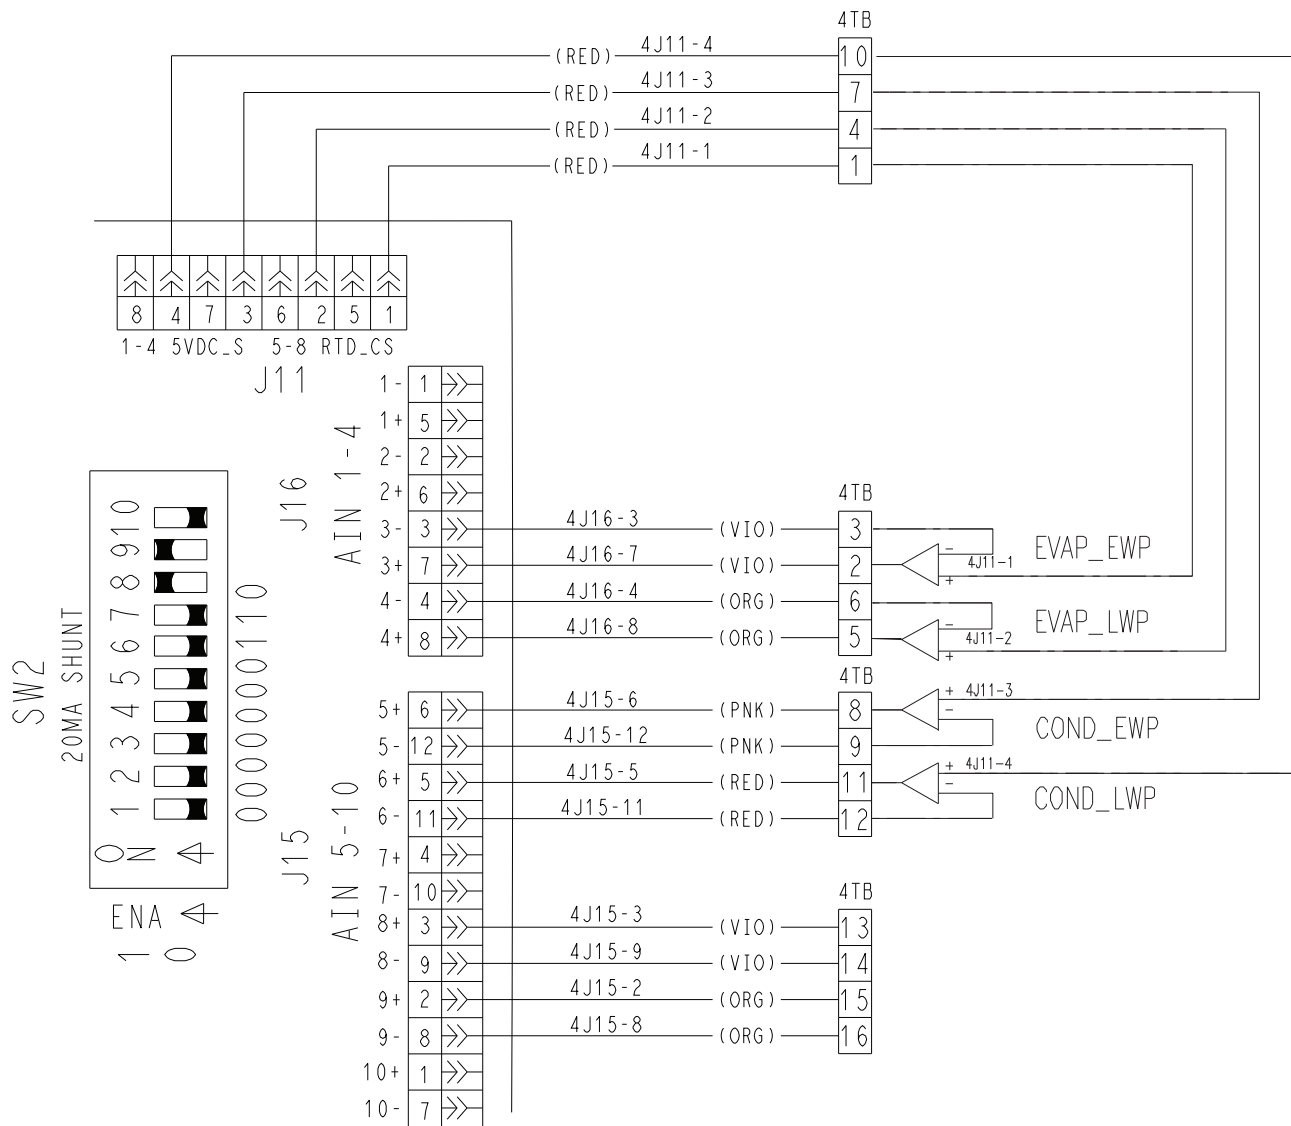 4TB
(RED) 4J11-4 10
(RED) 4J11-3 7
(RED) 4J11-2 4
(RED) 4J11-1 1
8 4 7 3 6 2 5 1
1-4 5VDC_S 5-8 RTD_CS
J11
J16
AIN 1-4
1- 1
1+ 5
2- 2
2+ 6
4TB
3- 3 4J16-3 (VIO) 3
3+ 7 4J16-7 (VIO) 2
4- 4 4J16-4 (ORG) 6
4+ 8 4J16-8 (ORG) 5
- + 4J11-1 EVAP_EWP
- + 4J11-2 EVAP_LWP
J15
AIN 5-10
4TB
5+ 6 4J15-6 (PNK) 8
5- 12 4J15-12 (PNK) 9
6+ 5 4J15-5 (RED) 11
6- 11 4J15-11 (RED) 12
+ - 4J11-3 COND_EWP
+ - 4J11-4 COND_LWP
7+ 4
7- 10
4TB
8+ 3 4J15-3 (VIO) 13
8- 9 4J15-9 (VIO) 14
9+ 2 4J15-2 (ORG) 15
9- 8 4J15-8 (ORG) 16
10+ 1
10- 7
SW2
20MA SHUNT
ON 1 2 3 4 5 6 7 8 9 10
0000000110
ENA
1 0